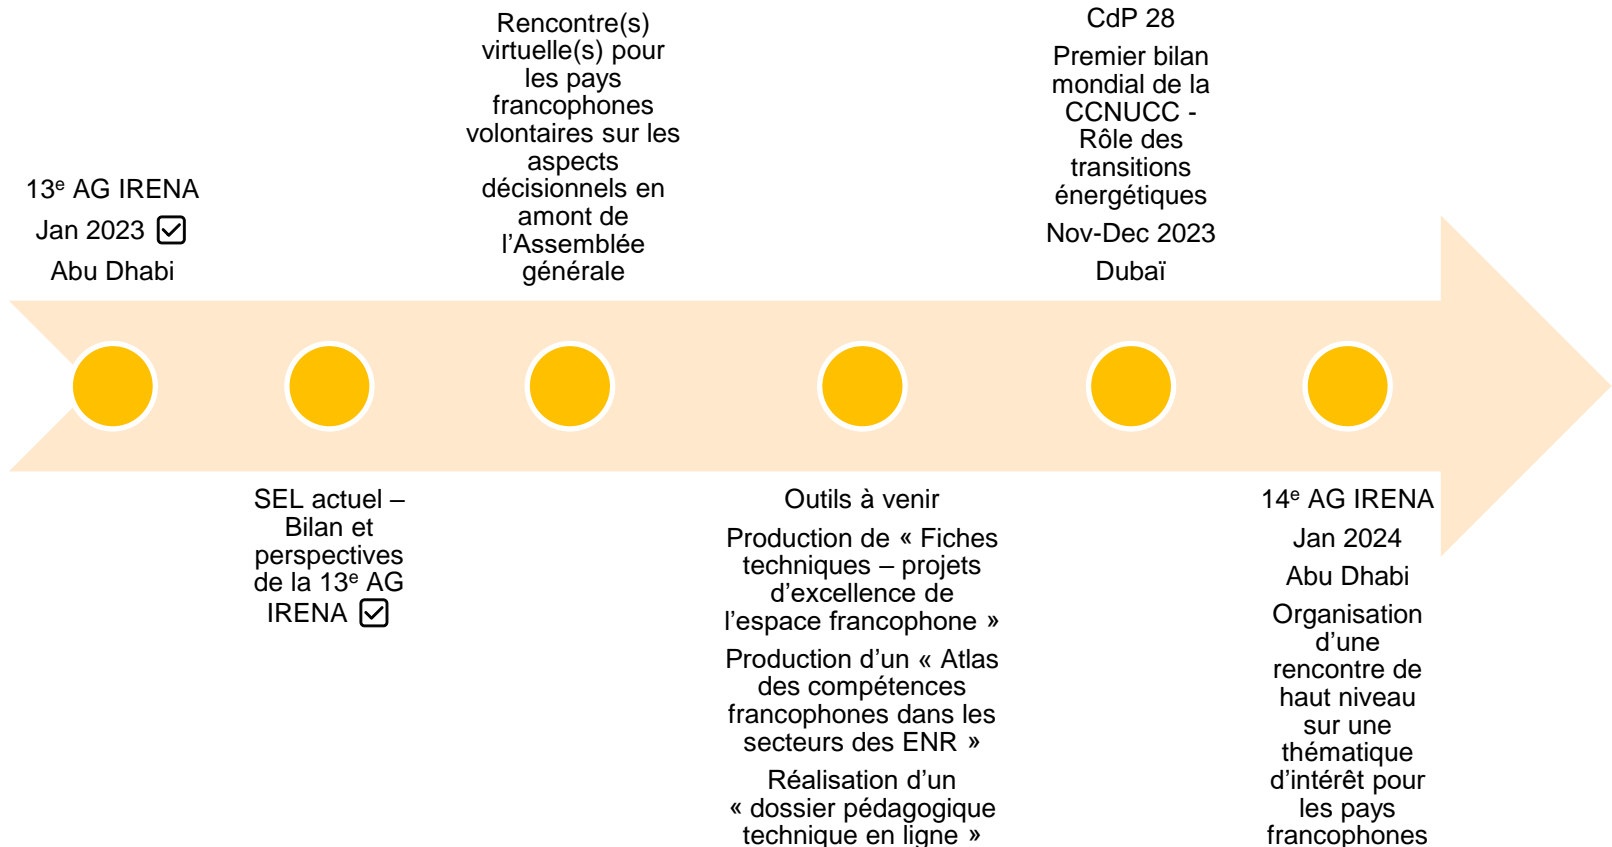 13e AG IRENA
Jan 2023
Abu Dhabi
SEL actuel –
Bilan et
perspectives
de la 13e AG
IRENA
Rencontre(s)
virtuelle(s) pour
les pays
francophones
volontaires sur les
aspects
décisionnels en
amont de
l’Assemblée
générale
Outils à venir
Production de « Fiches
techniques – projets
d’excellence de
l’espace francophone »
Production d’un « Atlas
des compétences
francophones dans les
secteurs des ENR »
Réalisation d’un
« dossier pédagogique
technique en ligne »
CdP 28
Premier bilan
mondial de la
CCNUCC -
Rôle des
transitions
énergétiques
Nov-Dec 2023
Dubaï
14e AG IRENA
Jan 2024
Abu Dhabi
Organisation
d’une
rencontre de
haut niveau
sur une
thématique
d’intérêt pour
les pays
francophones